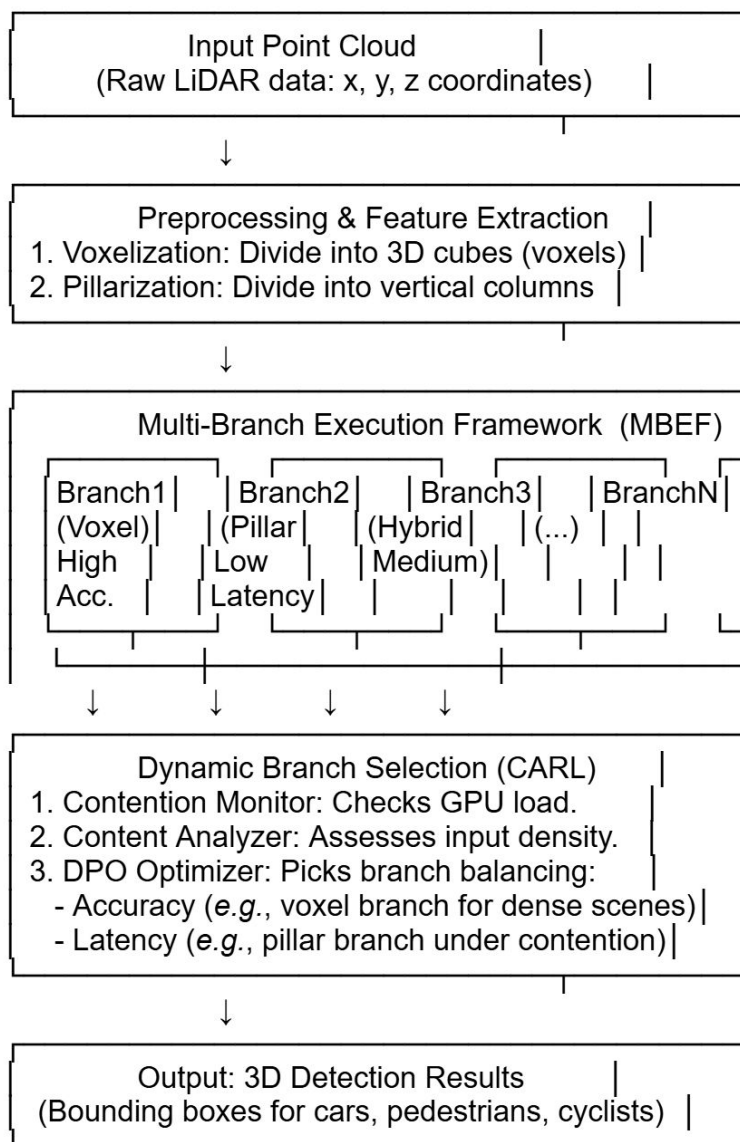 Input Point Cloud
(Raw LiDAR data: x, y, z coordinates)
↓
Preprocessing & Feature Extraction
1. Voxelization: Divide into 3D cubes (voxels)
2. Pillarization: Divide into vertical columns
↓
Multi-Branch Execution Framework (MBEF)
Branch1 Branch2 Branch3 BranchN
(Voxel) (Pillar (Hybrid (...)
High Low Medium)
Acc. Latency
↓ ↓ ↓ ↓
Dynamic Branch Selection (CARL)
1. Contention Monitor: Checks GPU load.
2. Content Analyzer: Assesses input density.
3. DPO Optimizer: Picks branch balancing:
- Accuracy (e.g., voxel branch for dense scenes)
- Latency (e.g., pillar branch under contention)
↓
Output: 3D Detection Results
(Bounding boxes for cars, pedestrians, cyclists)